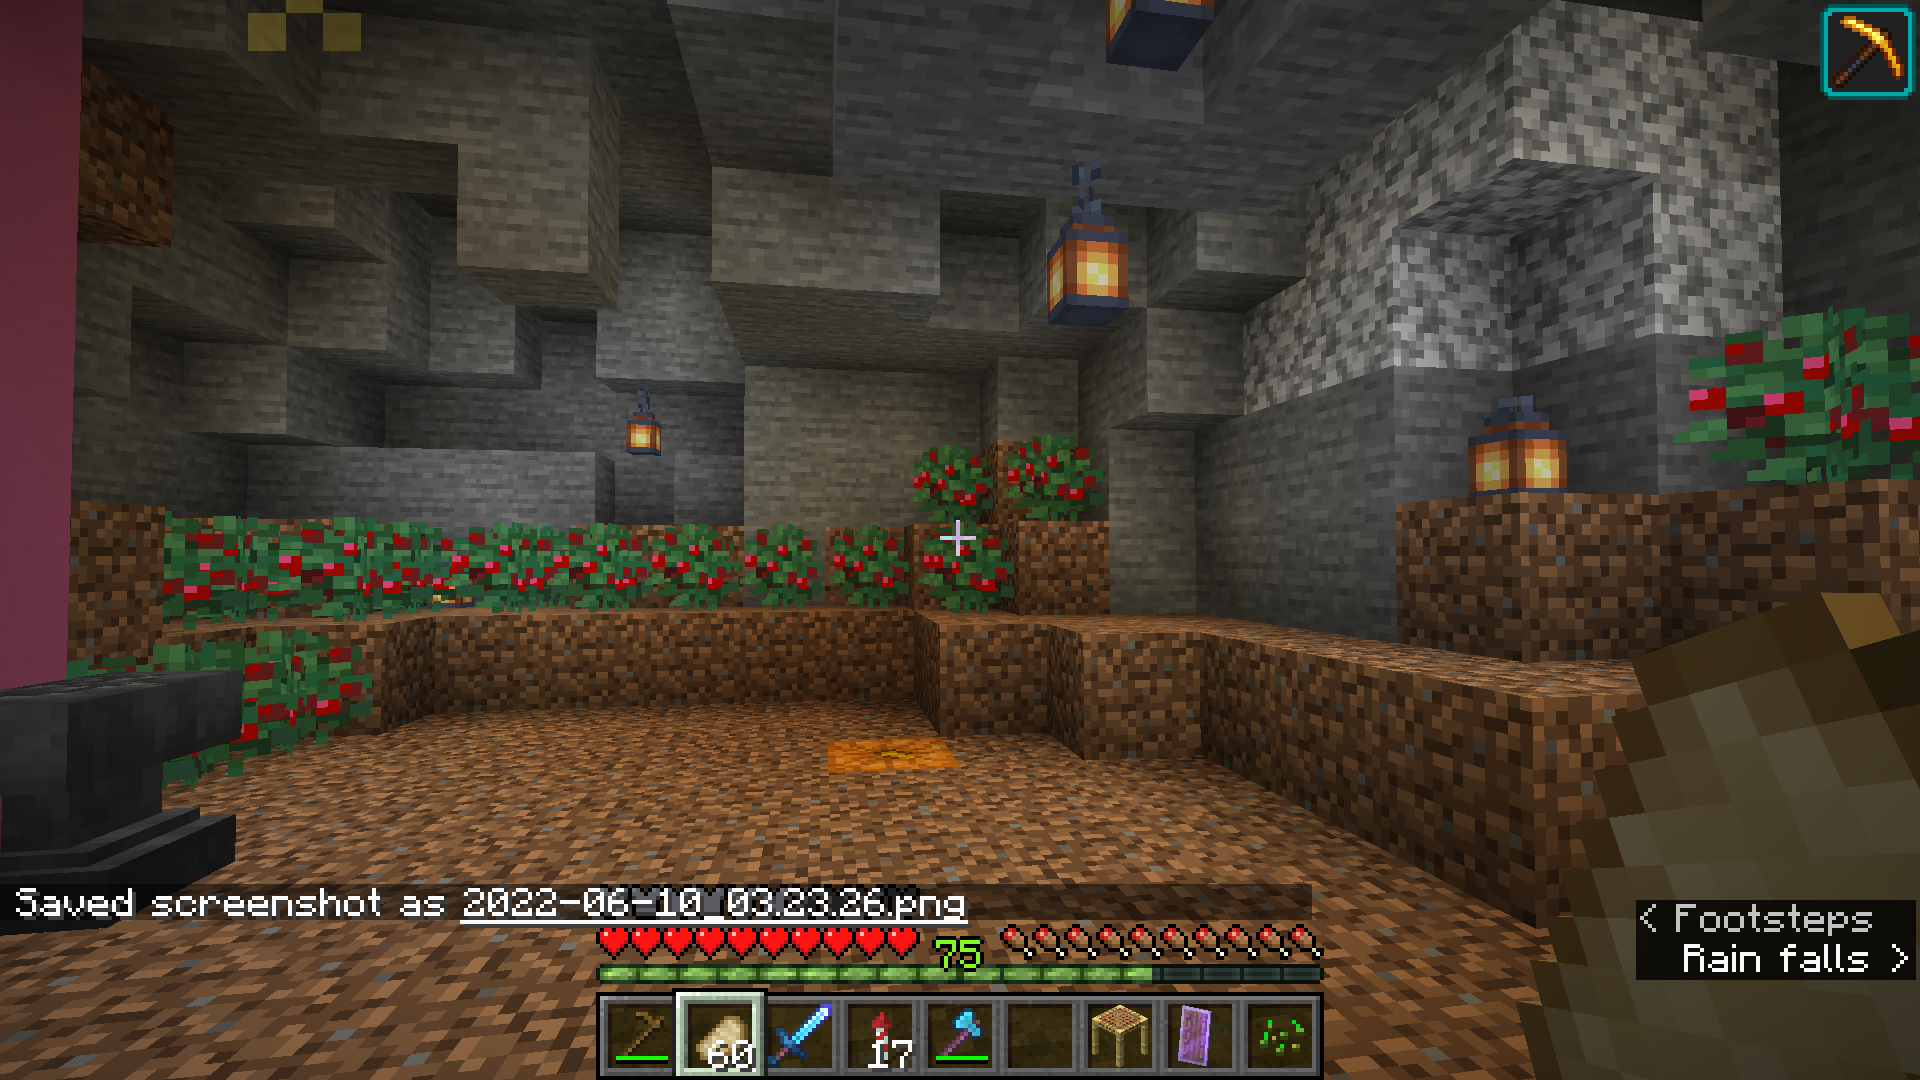 Saved screenshot as 2022-06-10_03.23.26.png
< Footsteps
Rain falls >
75
60
17